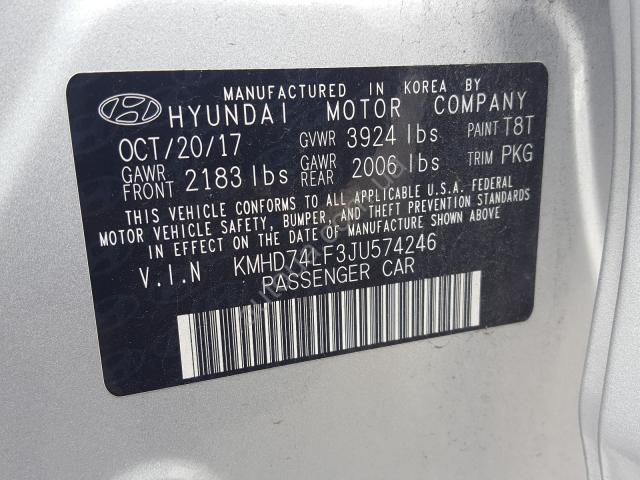 MANUFACTURED IN KOREA BY
HYUNDAI MOTOR COMPANY
OCT/20/17 GVWR 3924 lbs PAINT T8T
GAWR FRONT 2183 lbs GAWR REAR 2006 lbs TRIM PKG
THIS VEHICLE CONFORMS TO ALL APPLICABLE U.S.A. FEDERAL
MOTOR VEHICLE SAFETY, BUMPER, AND THEFT PREVENTION STANDARDS
IN EFFECT ON THE DATE OF MANUFACTURE SHOWN ABOVE.
V.I.N KMHD74LF3JU574246
PASSENGER CAR